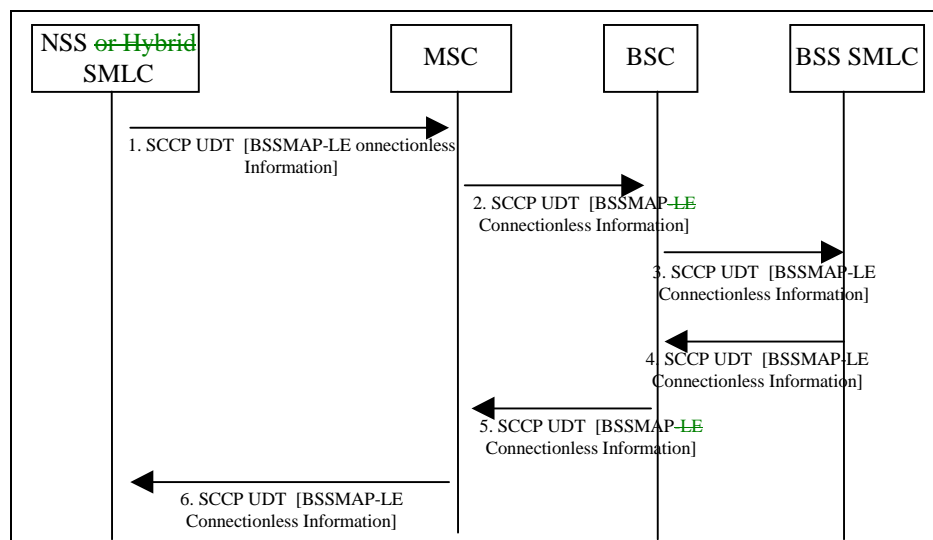 NSS or Hybrid
SMLC
MSC
BSC
BSS SMLC
1. SCCP UDT [BSSMAP-LE onnectionless
Information]
2. SCCP UDT [BSSMAP-LE
Connectionless Information]
3. SCCP UDT [BSSMAP-LE
Connectionless Information]
4. SCCP UDT [BSSMAP-LE
Connectionless Information]
5. SCCP UDT [BSSMAP-LE
Connectionless Information]
6. SCCP UDT [BSSMAP-LE
Connectionless Information]